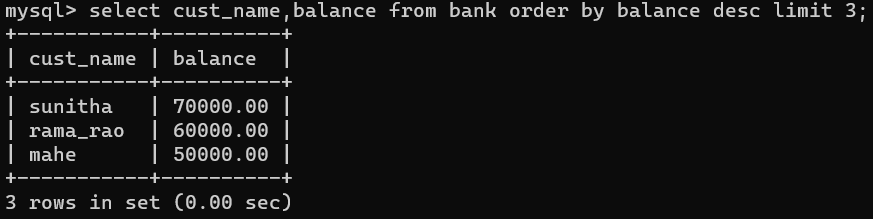 mysql> select cust_name,balance from bank order by balance desc limit 3;
+-----------+----------+
| cust_name | balance  |
+-----------+----------+
| sunitha   | 70000.00 |
| rama_rao  | 60000.00 |
| mahe      | 50000.00 |
+-----------+----------+
3 rows in set (0.00 sec)